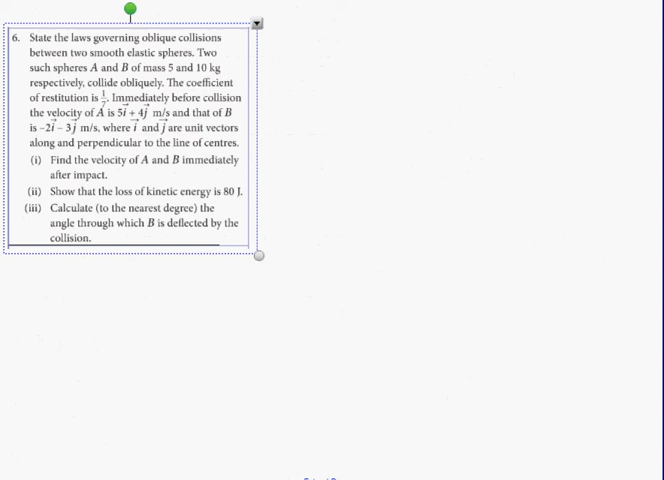 6. State the laws governing oblique collisions
between two smooth elastic spheres. Two
such spheres A and B of mass 5 and 10 kg
respectively, collide obliquely. The coefficient
of restitution is 1/7. Immediately before collision
the velocity of A is 5i⃗ + 4j⃗ m/s and that of B
is –2i⃗ – 3j⃗ m/s, where i⃗ and j⃗ are unit vectors
along and perpendicular to the line of centres.
(i) Find the velocity of A and B immediately
after impact.
(ii) Show that the loss of kinetic energy is 80 J.
(iii) Calculate (to the nearest degree) the
angle through which B is deflected by the
collision.